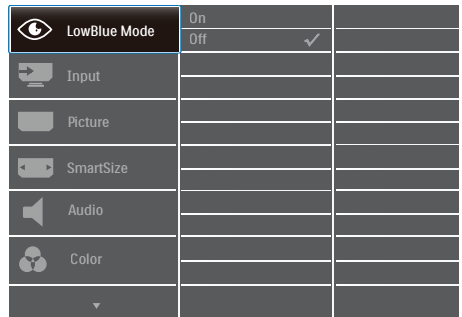 LowBlue Mode
On
Off
Input
Picture
SmartSize
Audio
Color